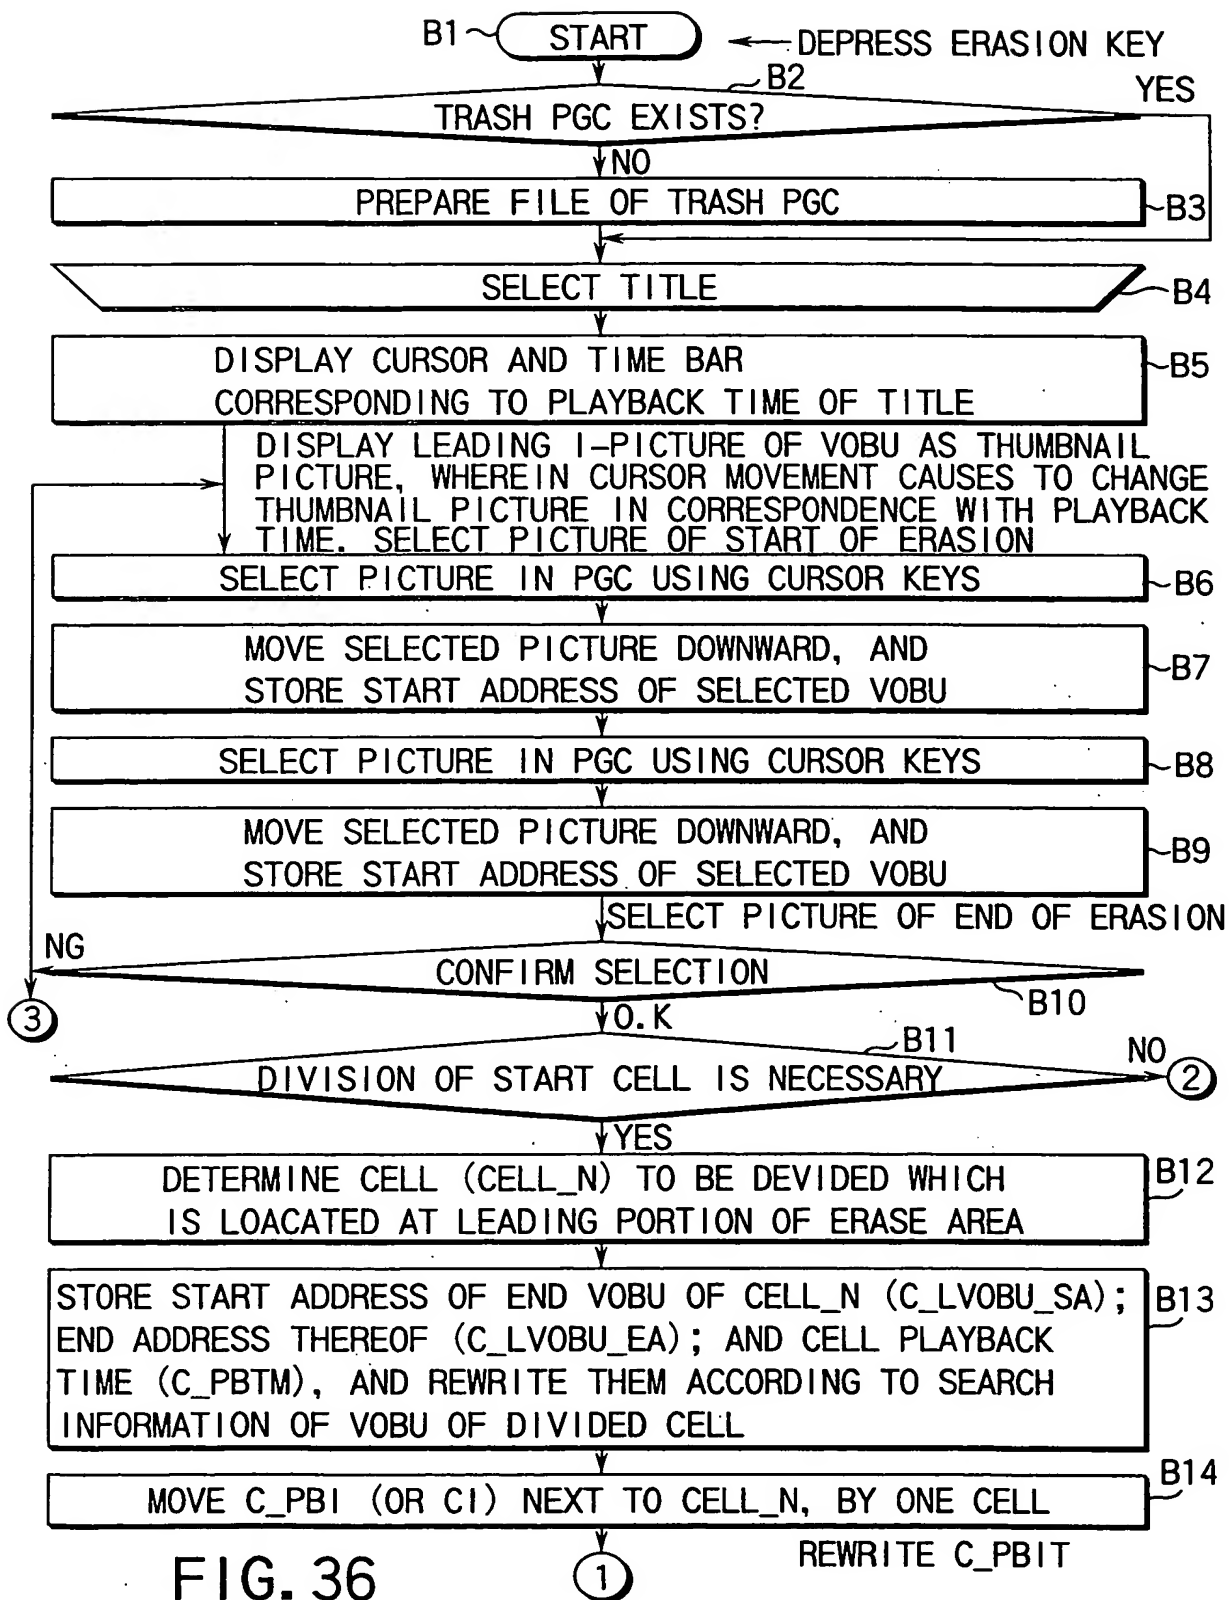 B1
START
DEPRESS ERASION KEY
B2
YES
TRASH PGC EXISTS?
NO
PREPARE FILE OF TRASH PGC
B3
SELECT TITLE
B4
DISPLAY CURSOR AND TIME BAR
CORRESPONDING TO PLAYBACK TIME OF TITLE
B5
DISPLAY LEADING I-PICTURE OF VOBU AS THUMBNAIL
PICTURE, WHEREIN CURSOR MOVEMENT CAUSES TO CHANGE
THUMBNAIL PICTURE IN CORRESPONDENCE WITH PLAYBACK
TIME. SELECT PICTURE OF START OF ERASION
SELECT PICTURE IN PGC USING CURSOR KEYS
B6
MOVE SELECTED PICTURE DOWNWARD, AND
STORE START ADDRESS OF SELECTED VOBU
B7
SELECT PICTURE IN PGC USING CURSOR KEYS
B8
MOVE SELECTED PICTURE DOWNWARD, AND
STORE START ADDRESS OF SELECTED VOBU
B9
SELECT PICTURE OF END OF ERASION
NG
CONFIRM SELECTION
B10
3
O.K
B11
NO
DIVISION OF START CELL IS NECESSARY
2
YES
DETERMINE CELL (CELL_N) TO BE DEVIDED WHICH
IS LOACATED AT LEADING PORTION OF ERASE AREA
B12
STORE START ADDRESS OF END VOBU OF CELL_N (C_LVOBU_SA);
END ADDRESS THEREOF (C_LVOBU_EA); AND CELL PLAYBACK
TIME (C_PBTM), AND REWRITE THEM ACCORDING TO SEARCH
INFORMATION OF VOBU OF DIVIDED CELL
B13
MOVE C_PBI (OR CI) NEXT TO CELL_N, BY ONE CELL
B14
REWRITE C_PBIT
1
FIG. 36